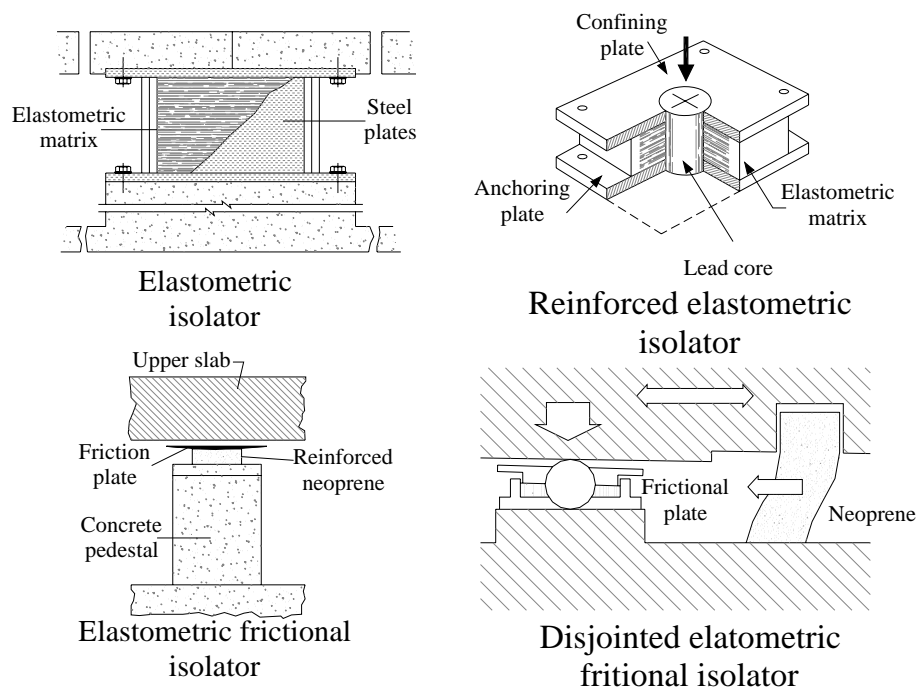 Elastometric
matrix
Steel
plates
Elastometric
isolator
Confining
plate
Anchoring
plate
Elastometric
matrix
Lead core
Reinforced elastometric
isolator
Upper slab
Friction
plate
Reinforced
neoprene
Concrete
pedestal
Elastometric frictional
isolator
Frictional
plate
Neoprene
Disjointed elatometric
fritional isolator